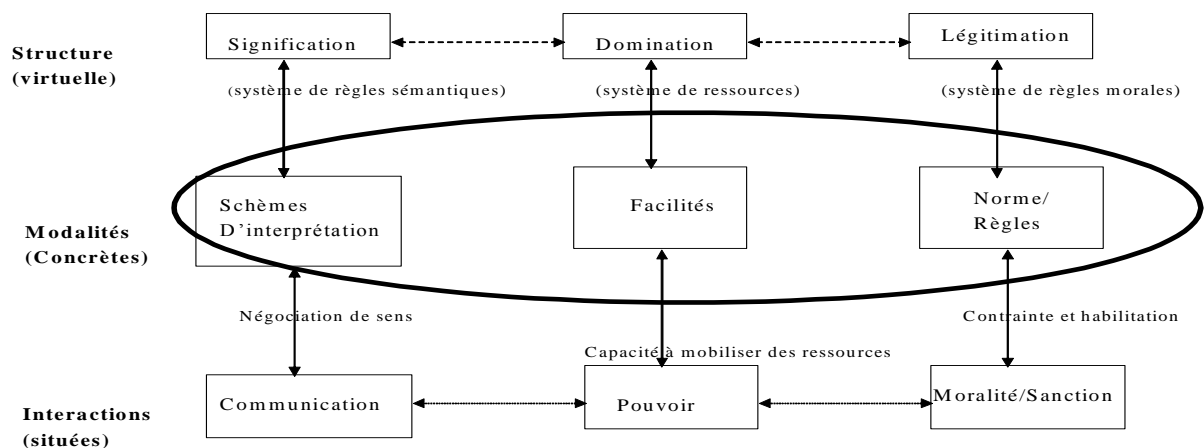 Structure
(virtuelle)
Signification
Domination
Légitimation
(système de règles sémantiques)
(système de ressources)
(système de règles morales)
Modalités
(Concrètes)
Schèmes
D'interprétation
Facilités
Norme/
Règles
Négociation de sens
Contrainte et habilitation
Capacité à mobiliser des ressources
Interactions
(situées)
Communication
Pouvoir
Moralité/Sanction